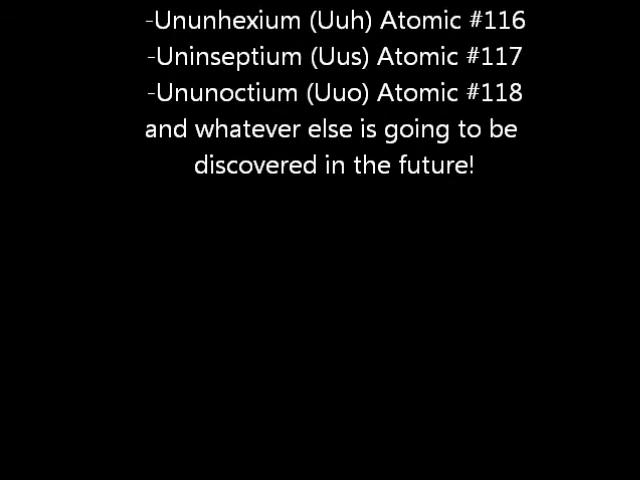 -Ununhexium (Uuh) Atomic #116
-Uninseptium (Uus) Atomic #117
-Ununoctium (Uuo) Atomic #118
and whatever else is going to be
discovered in the future!